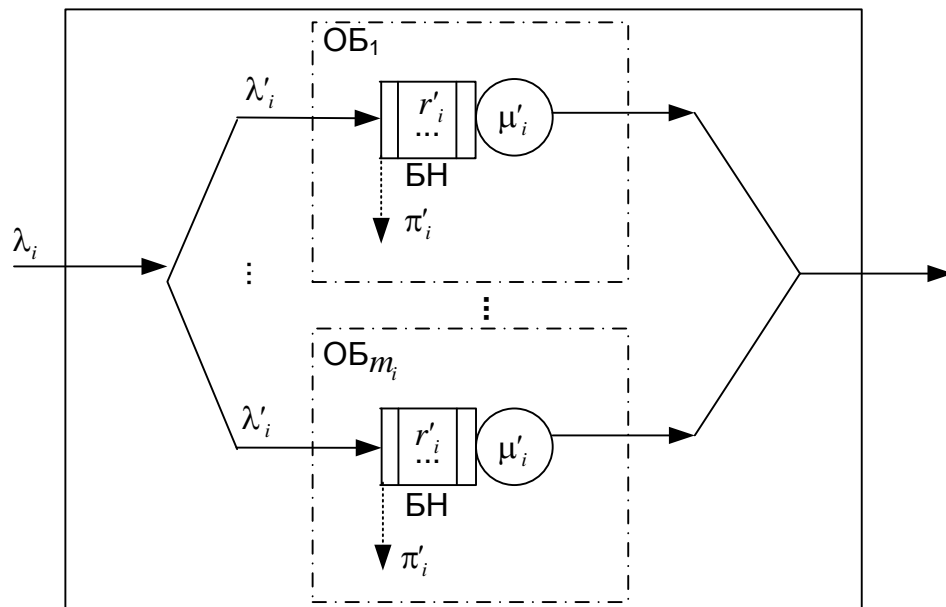 ОБ₁
λ′ᵢ
r′ᵢ
...
μ′ᵢ
БН
π′ᵢ
λᵢ
...
...
ОБmᵢ
λ′ᵢ
r′ᵢ
...
μ′ᵢ
БН
π′ᵢ